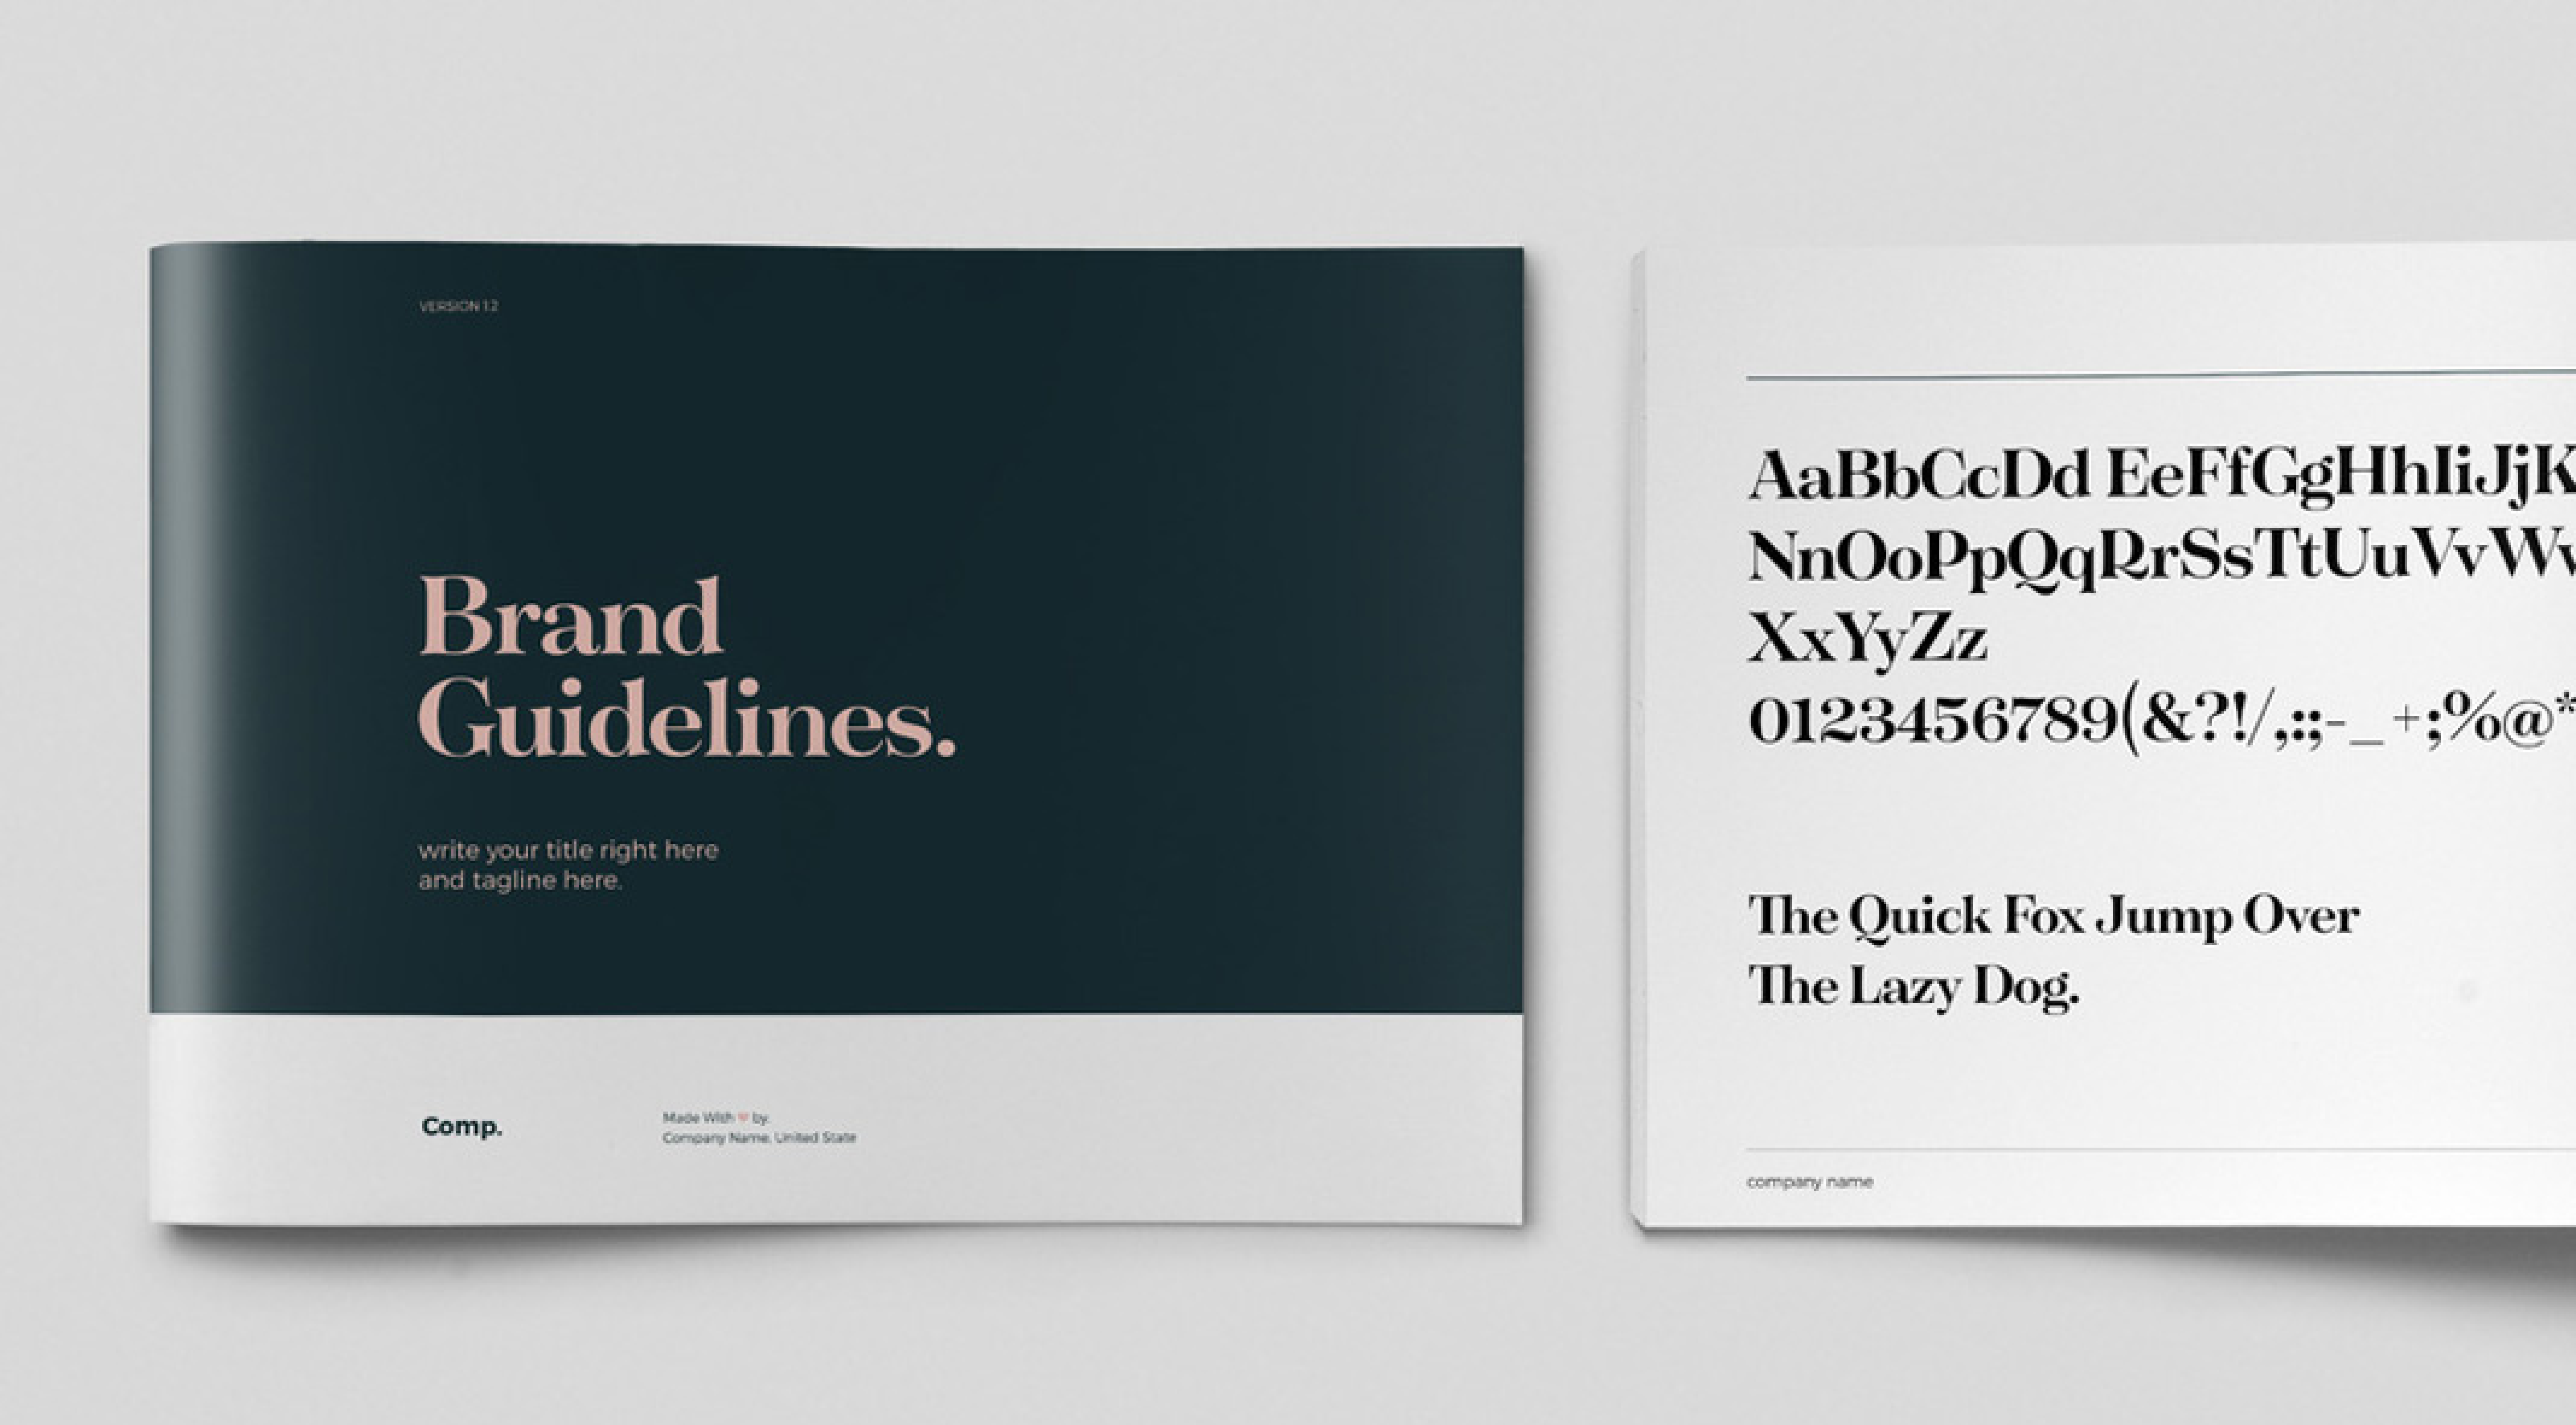 VERSION 1.2
Brand
Guidelines.
write your title right here
and tagline here.
Comp.
Made With ♥ by.
Company Name, United State
AaBbCcDd EeFfGgHhIiJjK
NnOoPpQqRrSsTtUuVvWv
XxYyZz
0123456789(&?!/,:;-_+;%@*
The Quick Fox Jump Over
The Lazy Dog.
company name